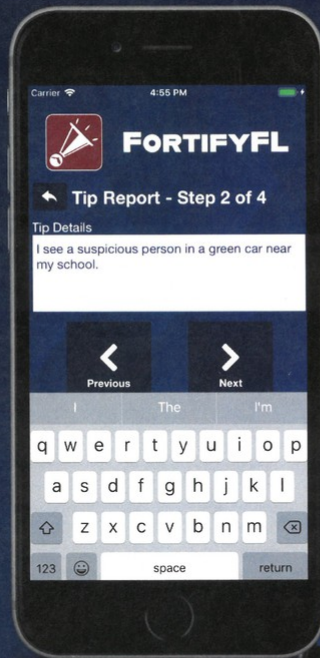 Carrier 4:55 PM
FORTIFYFL
Tip Report - Step 2 of 4
Tip Details
I see a suspicious person in a green car near
my school.
Previous Next
I The I'm
q w e r t y u i o p
a s d f g h j k l
z x c v b n m
123 space return